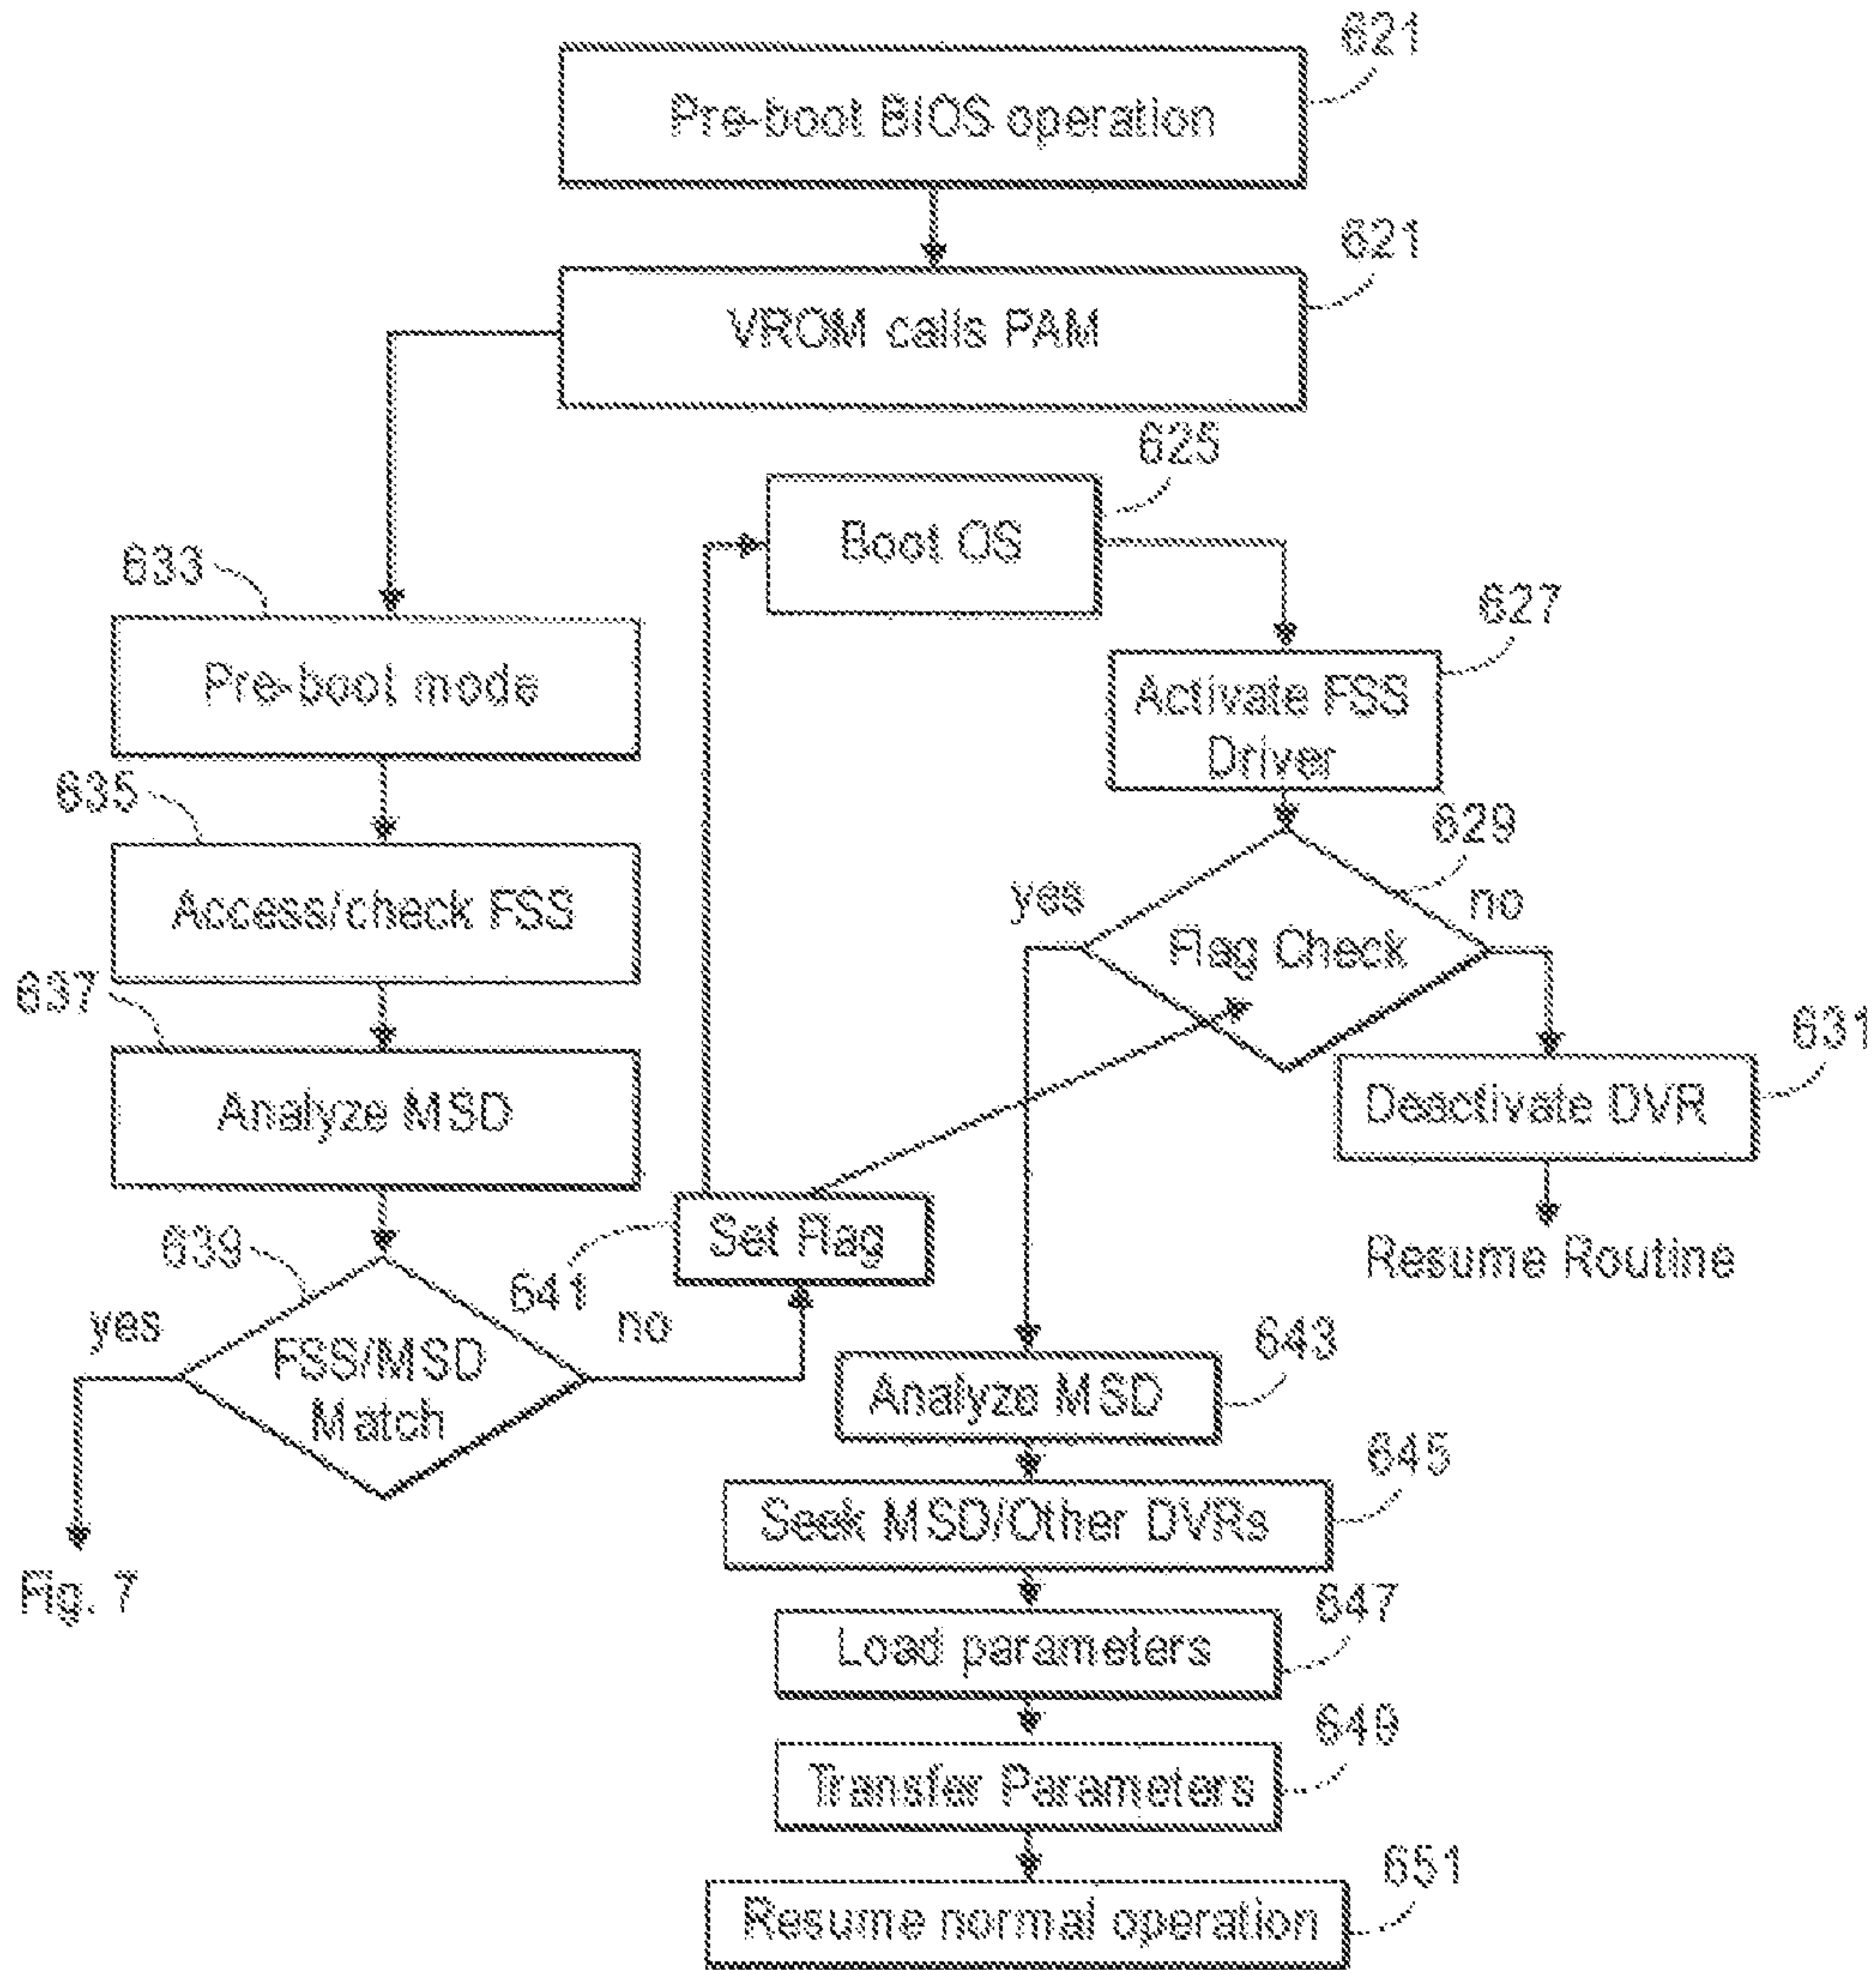 621
Pre-boot BIOS operation
621
VROM calls PAM
625
Boot OS
633
Pre-boot mode
627
Activate FSS
Driver
635
Access/check FSS
629
yes
no
Flag Check
637
Analyze MSD
631
Deactivate DVR
Resume Routine
639
641
Set Flag
yes
no
FSS/MSD
Match
Fig. 7
643
Analyze MSD
645
Seek MSD/Other DVRs
647
Load parameters
649
Transfer Parameters
651
Resume normal operation